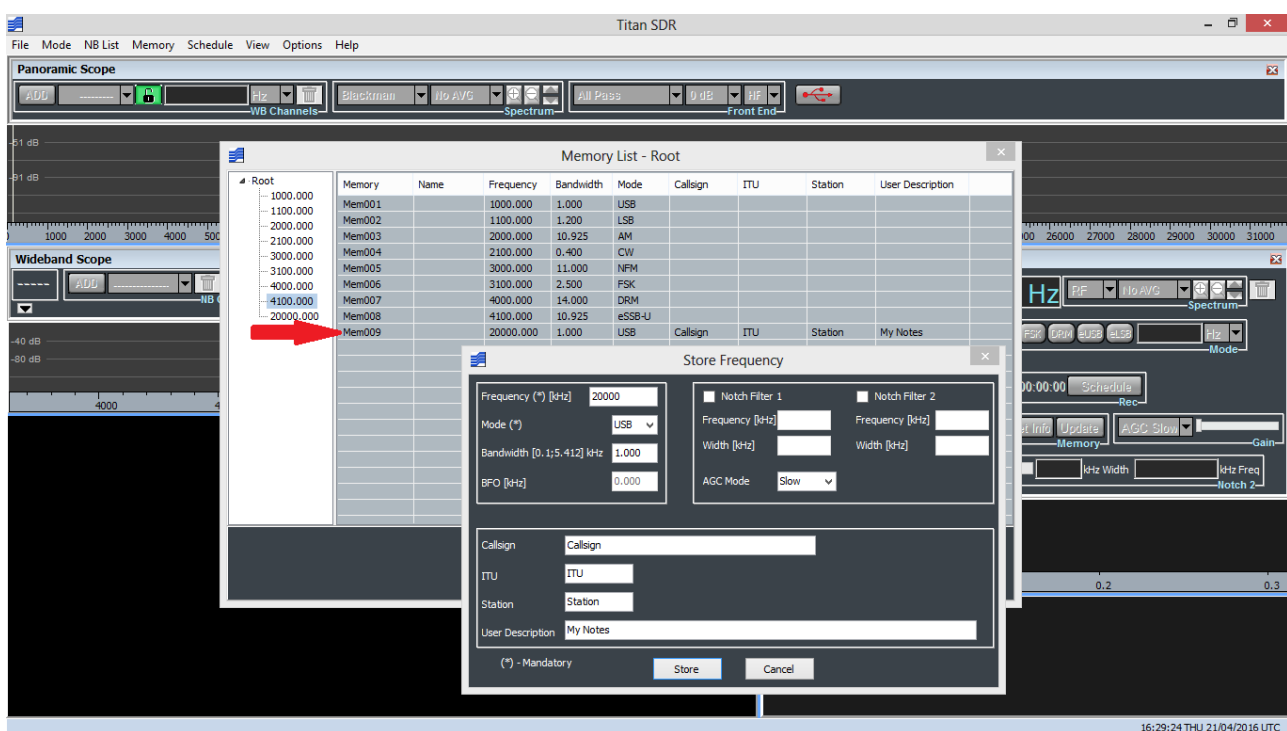 Titan SDR
File Mode NB List Memory Schedule View Options Help
Panoramic Scope
ADD Hz Blackman No AVG All Pass 0 dB HF
WB Channels Spectrum Front End
-51 dB
-91 dB
1000 2000 3000 4000 500
000 26000 27000 28000 29000 30000 31000
Wideband Scope
ADD
NB
-40 dB
-80 dB
4000 4
Memory List - Root
Root
1000.000
1100.000
2000.000
2100.000
3000.000
3100.000
4000.000
4100.000
20000.000
Memory Name Frequency Bandwidth Mode Callsign ITU Station User Description
Mem001 1000.000 1.000 USB
Mem002 1100.000 1.200 LSB
Mem003 2000.000 10.925 AM
Mem004 2100.000 0.400 CW
Mem005 3000.000 11.000 NFM
Mem006 3100.000 2.500 FSK
Mem007 4000.000 14.000 DRM
Mem008 4100.000 10.925 eSSB-U
Mem009 20000.000 1.000 USB Callsign ITU Station My Notes
Hz RF No AVG
Spectrum
FSK DRM eUSB eLSB Hz
Mode
00:00:00 Schedule
Rec
et Info Update AGC Slow
Memory Gain
kHz Width kHz Freq
Notch 2
0.2 0.3
Store Frequency
Frequency (*) [kHz] 20000
Mode (*) USB
Bandwidth [0.1;5.412] kHz 1.000
BFO [kHz] 0.000
Notch Filter 1 Notch Filter 2
Frequency [kHz] Frequency [kHz]
Width [kHz] Width [kHz]
AGC Mode Slow
Callsign Callsign
ITU ITU
Station Station
User Description My Notes
(*) - Mandatory
Store Cancel
16:29:24 THU 21/04/2016 UTC